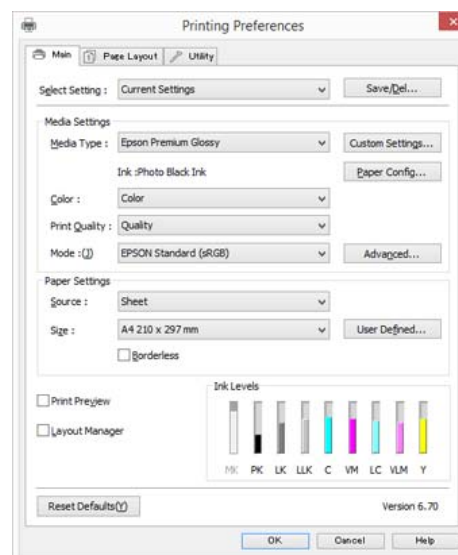 Printing Preferences
Main Page Layout Utility
Select Setting : Current Settings Save/Del...
Media Settings
Media Type : Epson Premium Glossy Custom Settings...
Ink :Photo Black Ink Paper Config...
Color : Color
Print Quality : Quality
Mode :(J) EPSON Standard (sRGB) Advanced...
Paper Settings
Source : Sheet
Size : A4 210 x 297 mm User Defined...
Borderless
Print Preview
Layout Manager
Ink Levels
MK PK LK LLK C VM LC VLM Y
Reset Defaults(Y) Version 6.70
OK Cancel Help